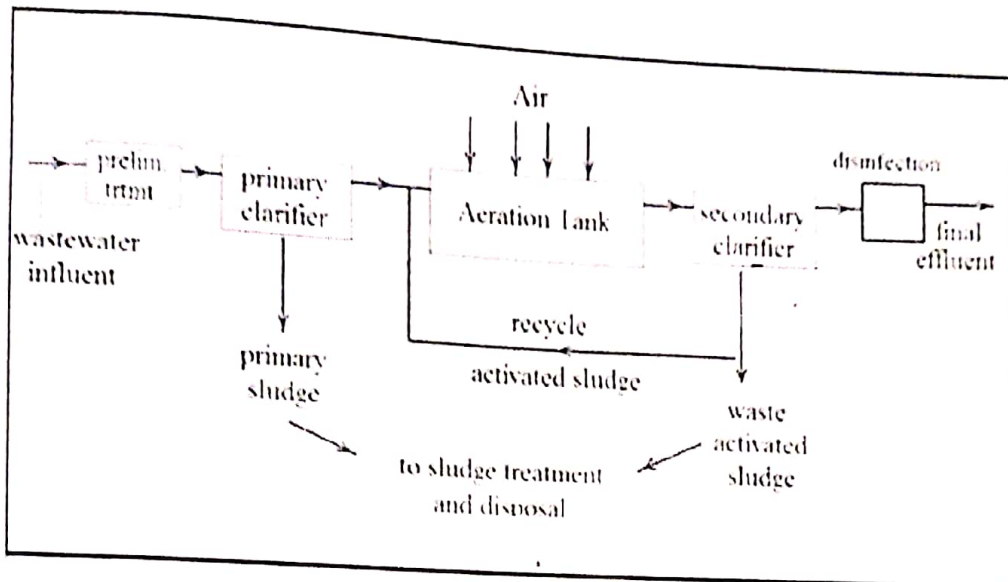 Air
prelim.
trtmt
primary
clarifier
Aeration Tank
secondary
clarifier
disinfection
final
effluent
wastewater
influent
recycle
activated sludge
primary
sludge
waste
activated
sludge
to sludge treatment
and disposal